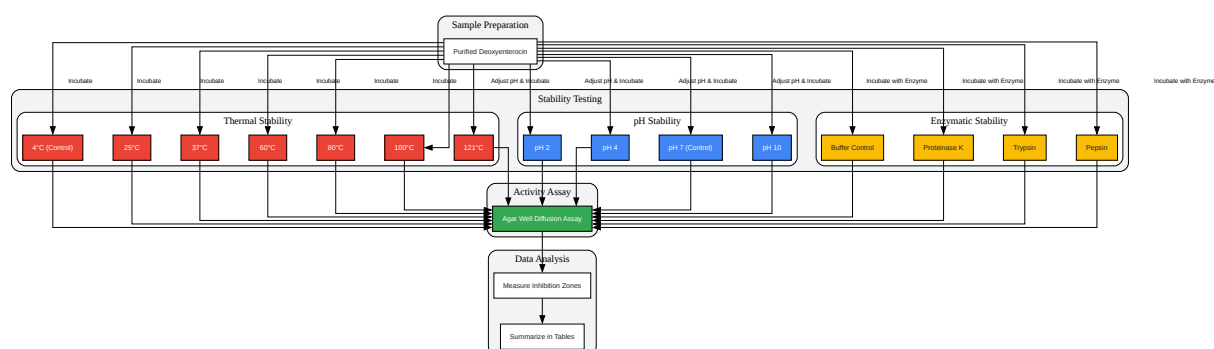 Sample Preparation
Purified Deoxyenterocin
Incubate
Incubate
Incubate
Incubate
Incubate
Incubate
Incubate
Adjust pH & Incubate
Adjust pH & Incubate
Adjust pH & Incubate
Adjust pH & Incubate
Incubate with Enzyme
Incubate with Enzyme
Incubate with Enzyme
Incubate with Enzyme
Stability Testing
Thermal Stability
pH Stability
Enzymatic Stability
4°C (Control)
25°C
37°C
60°C
80°C
100°C
121°C
pH 2
pH 4
pH 7 (Control)
pH 10
Buffer Control
Proteinase K
Trypsin
Pepsin
Activity Assay
Agar Well Diffusion Assay
Data Analysis
Measure Inhibition Zones
Summarize in Tables